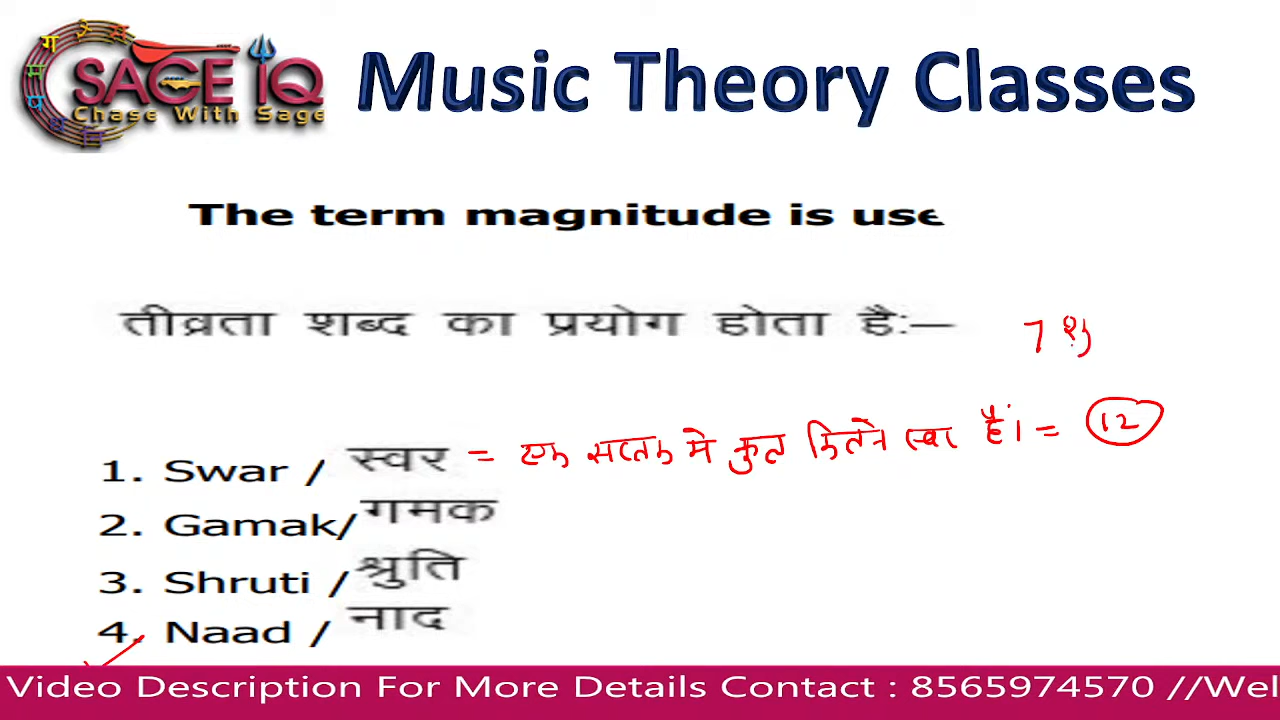 ग रे स
म
प
ध
नि
SAGE IQ
Chase With Sage
Music Theory Classes
The term magnitude is use
तीव्रता शब्द का प्रयोग होता है:–
7 शु
1. Swar / स्वर = एक सप्तक मे कुल कितने स्वर हैं। = 12
2. Gamak/ गमक
3. Shruti / श्रुति
4. Naad / नाद
Video Description For More Details Contact : 8565974570 //Wel